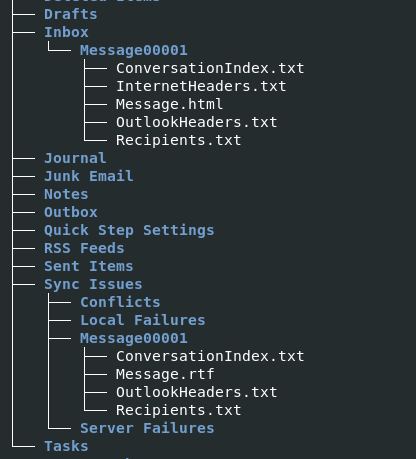 Deleted Items
Drafts
Inbox
Message00001
ConversationIndex.txt
InternetHeaders.txt
Message.html
OutlookHeaders.txt
Recipients.txt
Journal
Junk Email
Notes
Outbox
Quick Step Settings
RSS Feeds
Sent Items
Sync Issues
Conflicts
Local Failures
Message00001
ConversationIndex.txt
Message.rtf
OutlookHeaders.txt
Recipients.txt
Server Failures
Tasks